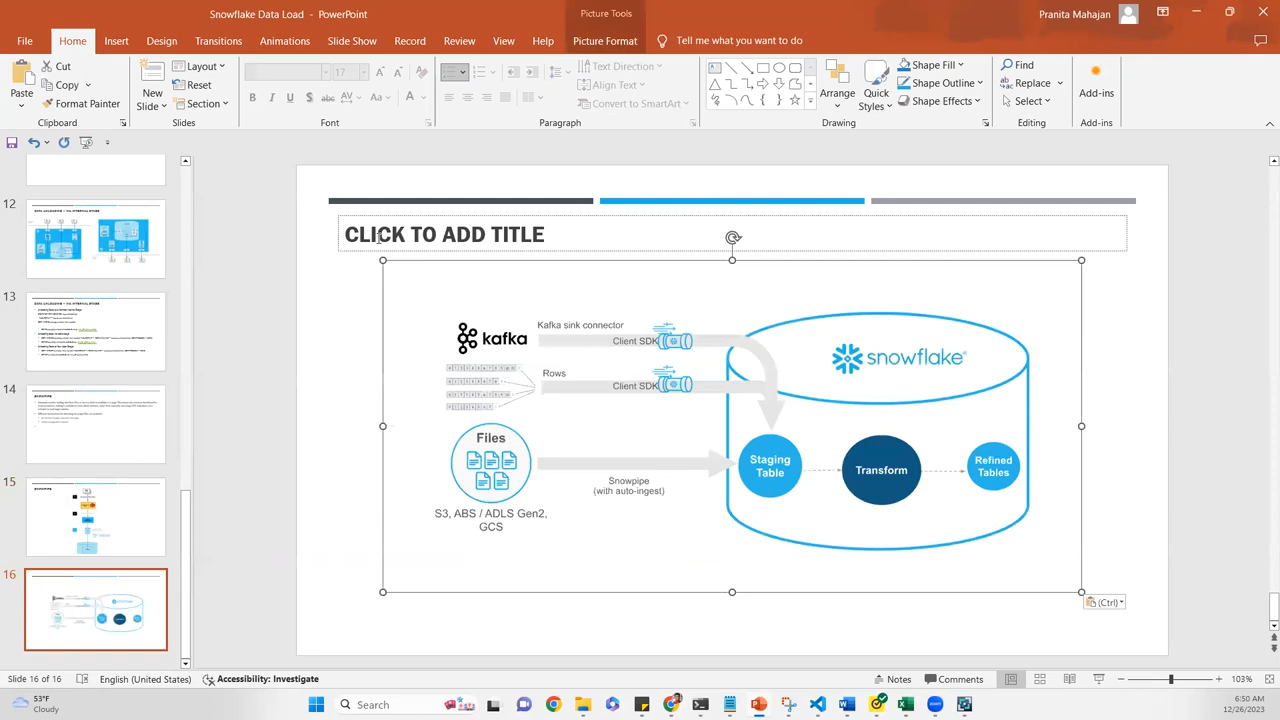 Snowflake Data Load - PowerPoint
Picture Tools
Pranita Mahajan
File
Home
Insert
Design
Transitions
Animations
Slide Show
Record
Review
View
Help
Picture Format
Tell me what you want to do
Paste
Cut
Copy
Format Painter
Clipboard
New
Slide
Layout
Reset
Section
Slides
17
Font
Text Direction
Align Text
Convert to SmartArt
Paragraph
Arrange
Quick
Styles
Shape Fill
Shape Outline
Shape Effects
Drawing
Find
Replace
Select
Editing
Add-ins
Add-ins
12
13
14
5
16
CLICK TO ADD TITLE
kafka
Kafka sink connector
Client SDK
Rows
Client SDK
Files
S3, ABS / ADLS Gen2,
GCS
Snowpipe
(with auto-ingest)
snowflake
Staging
Table
Transform
Refined
Tables
(Ctrl)
Slide 16 of 16
English (United States)
Accessibility: Investigate
Notes
Comments
103%
53°F
Cloudy
Search
6:50 AM
12/26/2023